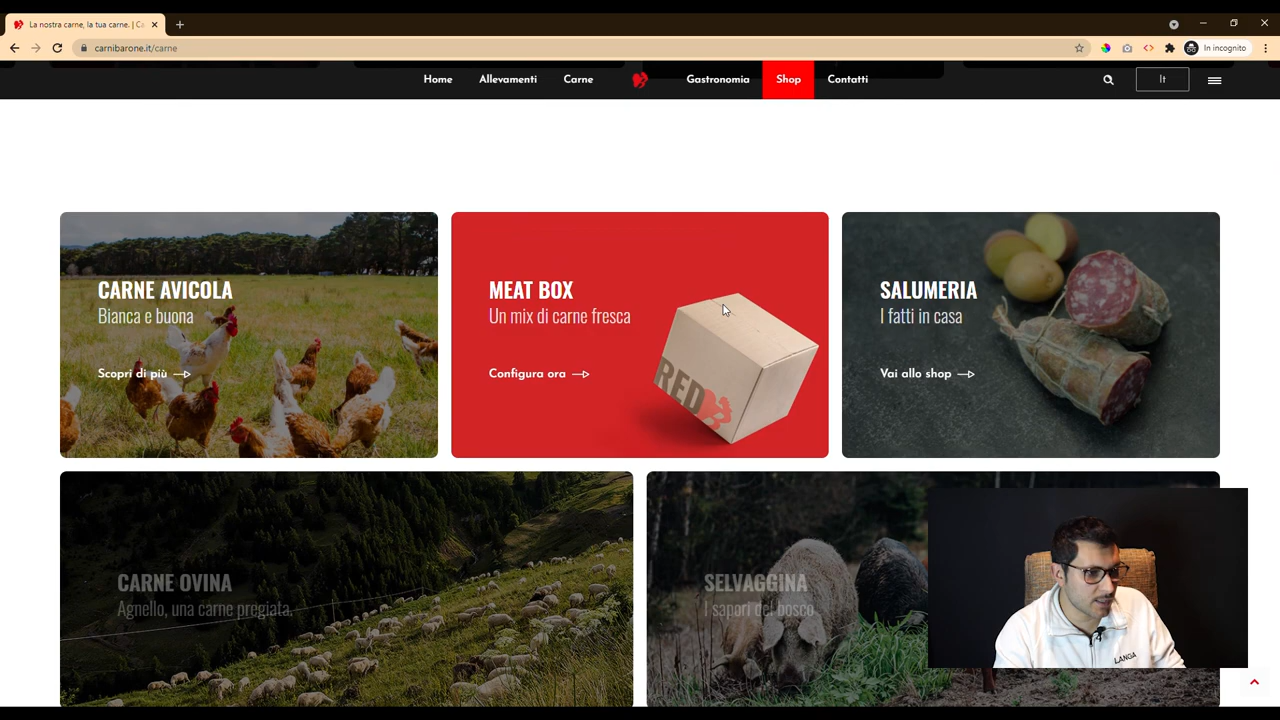 La nostra carne, la tua carne. | Ca
carnibarone.it/carne
In incognito
Home
Allevamenti
Carne
Gastronomia
Shop
Contatti
It
CARNE AVICOLA
Bianca e buona
Scopri di più
MEAT BOX
Un mix di carne fresca
Configura ora
RED
SALUMERIA
I fatti in casa
Vai allo shop
CARNE OVINA
Agnello, una carne pregiata.
SELVAGGINA
I sapori del bosco
LANGA